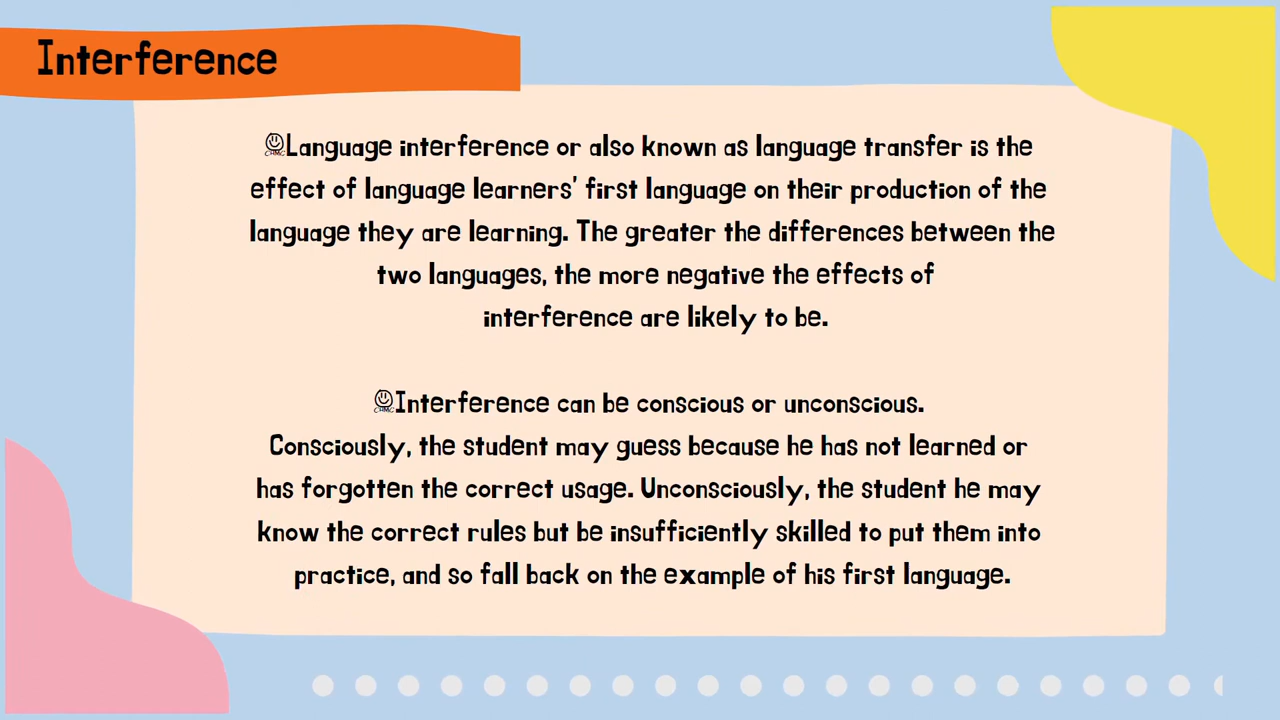 Interference
Language interference or also known as language transfer is the
effect of language learners' first language on their production of the
language they are learning. The greater the differences between the
two languages, the more negative the effects of
interference are likely to be.
Interference can be conscious or unconscious.
Consciously, the student may guess because he has not learned or
has forgotten the correct usage. Unconsciously, the student he may
know the correct rules but be insufficiently skilled to put them into
practice, and so fall back on the example of his first language.